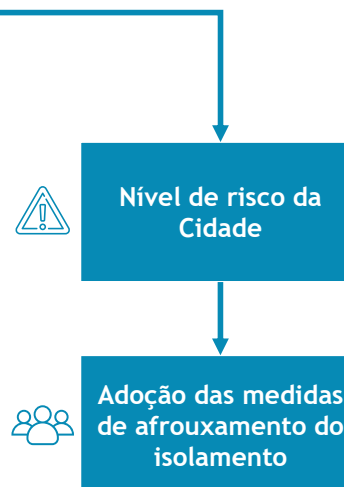 Nível de risco da
Cidade
Adoção das medidas
de afrouxamento do
isolamento